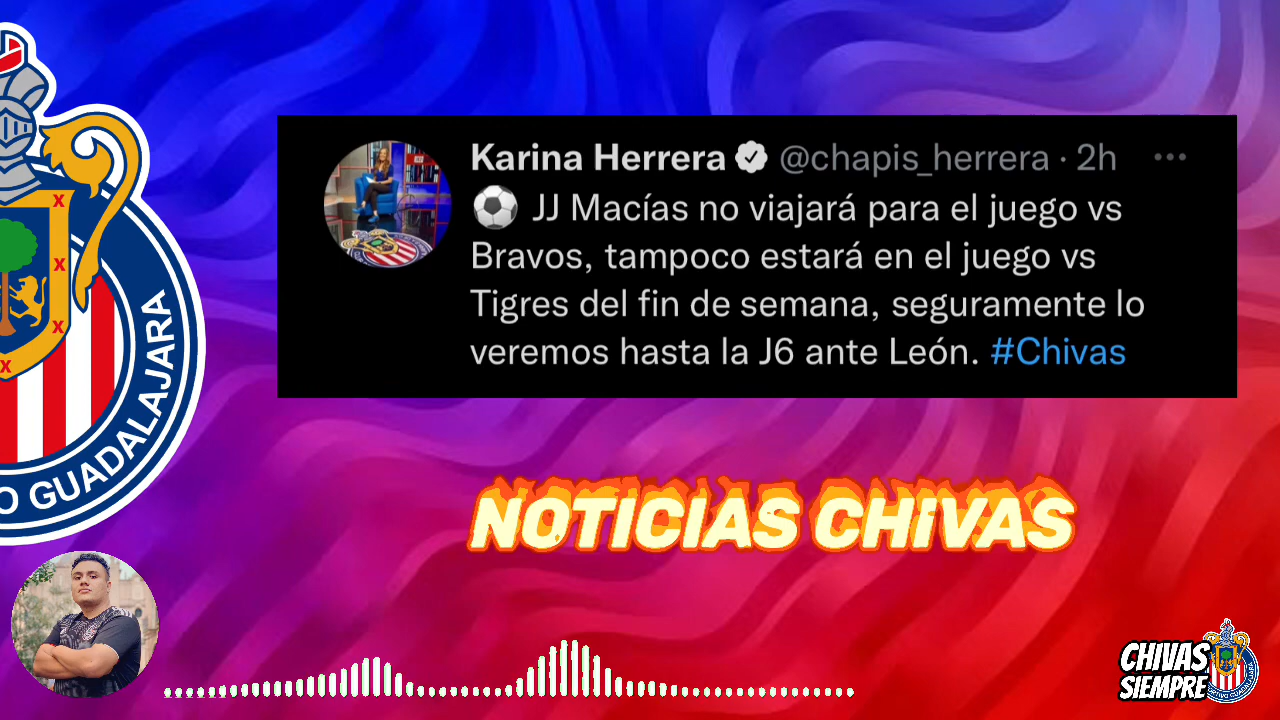 Karina Herrera @chapis_herrera · 2h
⚽ JJ Macías no viajará para el juego vs
Bravos, tampoco estará en el juego vs
Tigres del fin de semana, seguramente lo
veremos hasta la J6 ante León. #Chivas
O GUADALAJARA
NOTICIAS CHIVAS
CHIVAS
SIEMPRE